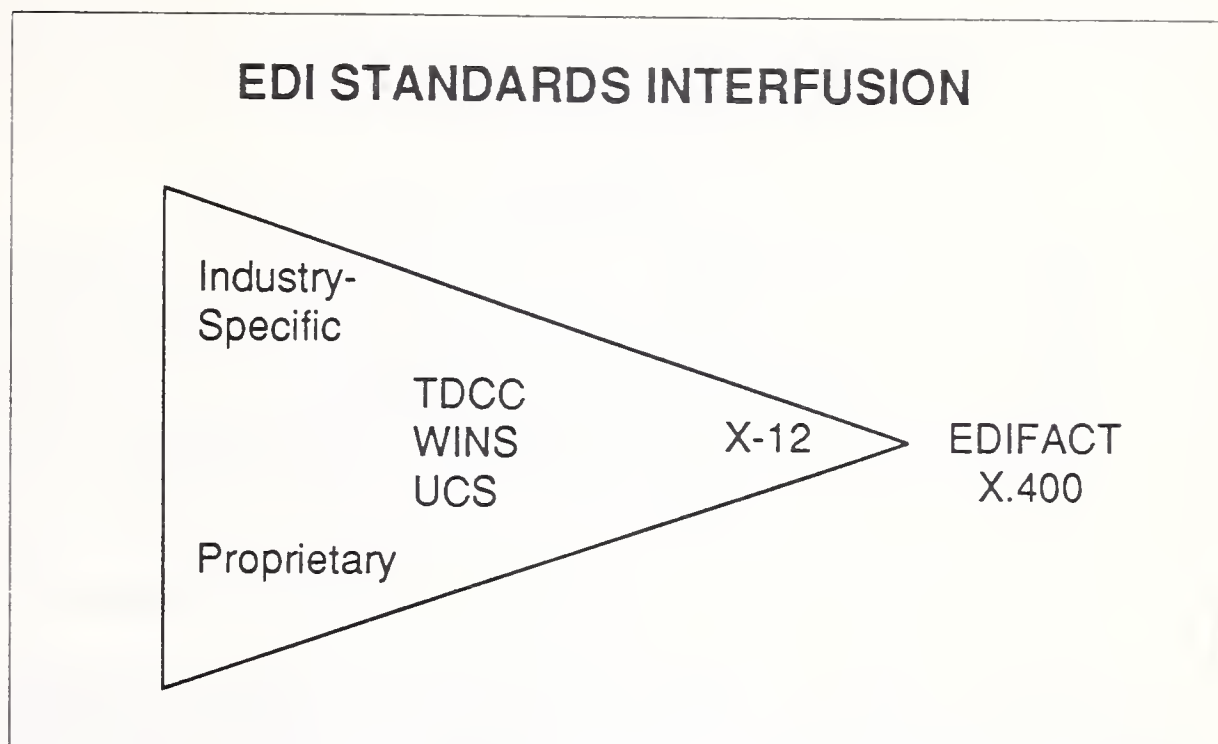 EDI STANDARDS INTERFUSION
Industry-
Specific
TDCC
WINS
UCS
Proprietary
X-12
EDIFACT
X.400